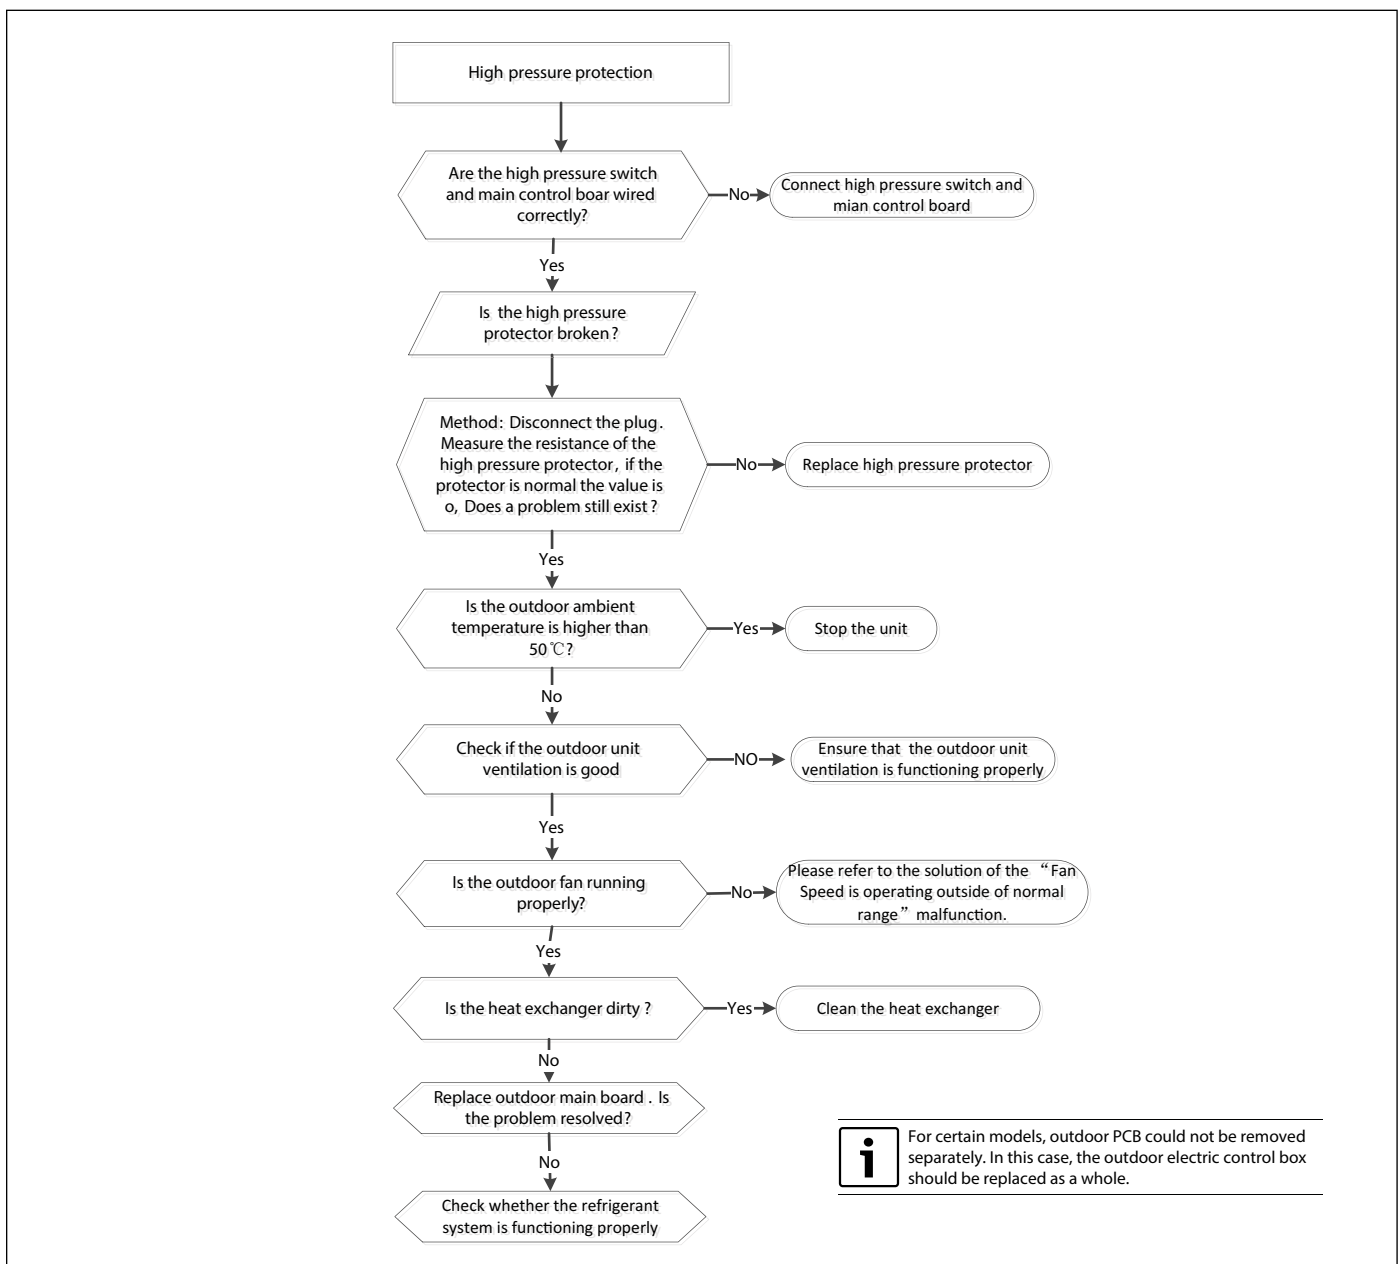 High pressure protection
Are the high pressure switch
and main control boar wired
correctly?
No
Connect high pressure switch and
mian control board
Yes
Is the high pressure
protector broken?
Method: Disconnect the plug.
Measure the resistance of the
high pressure protector, if the
protector is normal the value is
o, Does a problem still exist?
No
Replace high pressure protector
Yes
Is the outdoor ambient
temperature is higher than
50℃?
Yes
Stop the unit
No
Check if the outdoor unit
ventilation is good
NO
Ensure that the outdoor unit
ventilation is functioning properly
Yes
Is the outdoor fan running
properly?
No
Please refer to the solution of the “Fan
Speed is operating outside of normal
range” malfunction.
Yes
Is the heat exchanger dirty?
Yes
Clean the heat exchanger
No
Replace outdoor main board. Is
the problem resolved?
No
Check whether the refrigerant
system is functioning properly
i
For certain models, outdoor PCB could not be removed
separately. In this case, the outdoor electric control box
should be replaced as a whole.